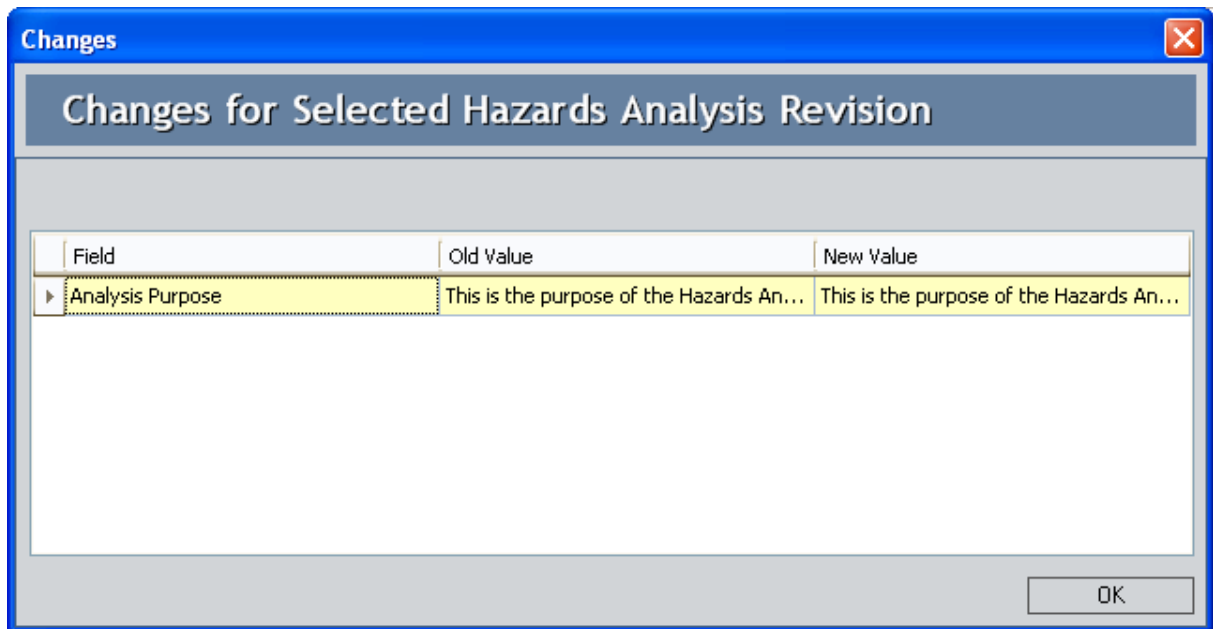 Changes
Changes for Selected Hazards Analysis Revision
Field Old Value New Value
Analysis Purpose This is the purpose of the Hazards An... This is the purpose of the Hazards An...
OK